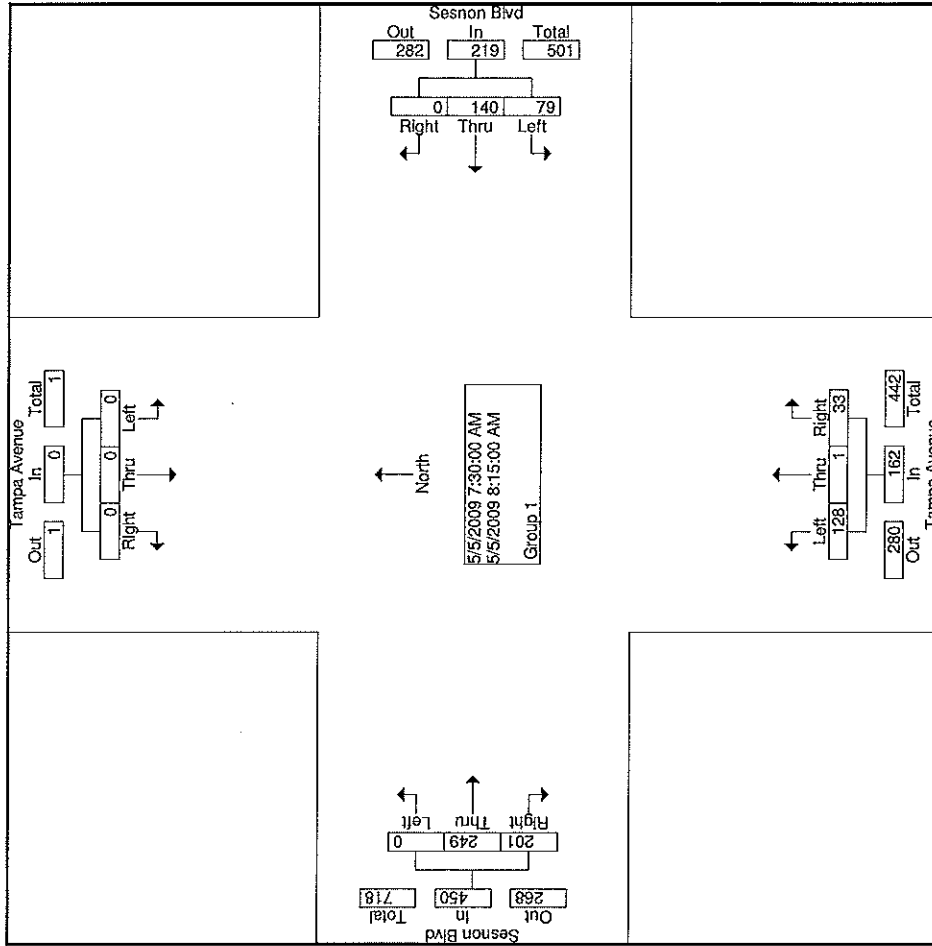 Sesnon Blvd
Out In Total
282 219 501
0 140 79
Right Thru Left
Tampa Avenue
Out In Total
1 0 1
0 0 0
Right Thru Left
North
5/5/2009 7:30:00 AM
5/5/2009 8:15:00 AM
Group 1
Left Thru Right
128 1 33
280 162 442
Out In Total
Tampa Avenue
Left Thru Right
0 249 201
718 450 268
Total In Out
Sesnon Blvd